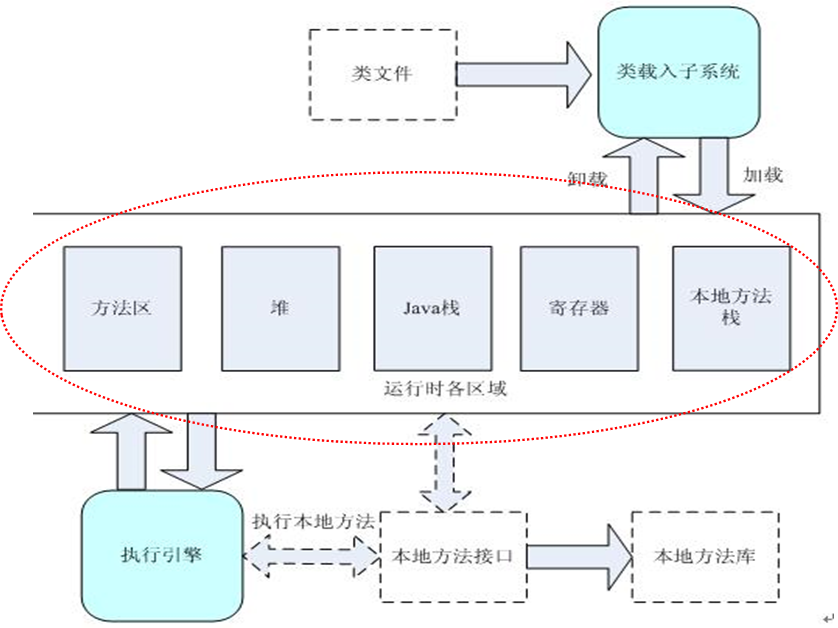 类文件
类载入子系统
卸载
加载
方法区
堆
Java栈
寄存器
本地方法
栈
运行时各区域
执行引擎
执行本地方法
本地方法接口
本地方法库